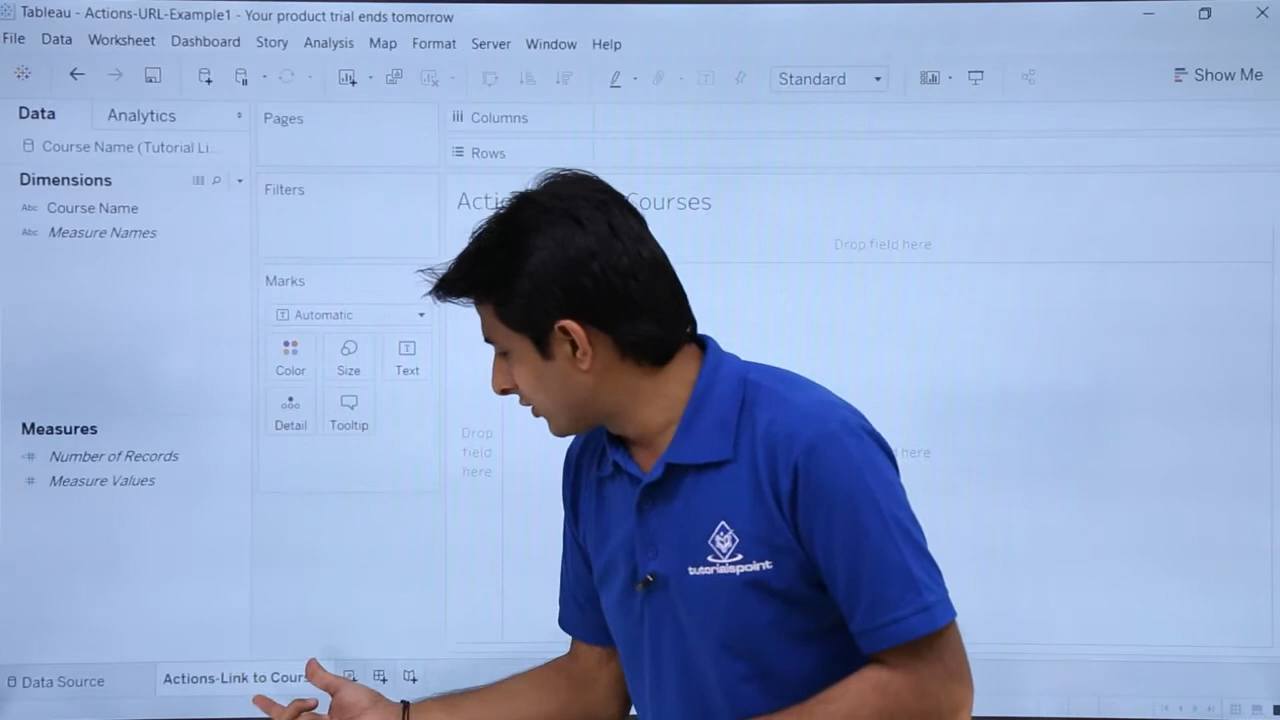 Tableau - Actions-URL-Example1 - Your product trial ends tomorrow
File Data Worksheet Dashboard Story Analysis Map Format Server Window Help
Standard
Show Me
Data
Analytics
Pages
Columns
Course Name (Tutorial Li...
Rows
Dimensions
Filters
Courses
Abc Course Name
Abc Measure Names
Drop field here
Marks
Automatic
Color
Size
Text
Detail
Tooltip
Measures
Number of Records
Measure Values
Drop
field
here
here
tutorialspoint
Data Source
Actions-Link to